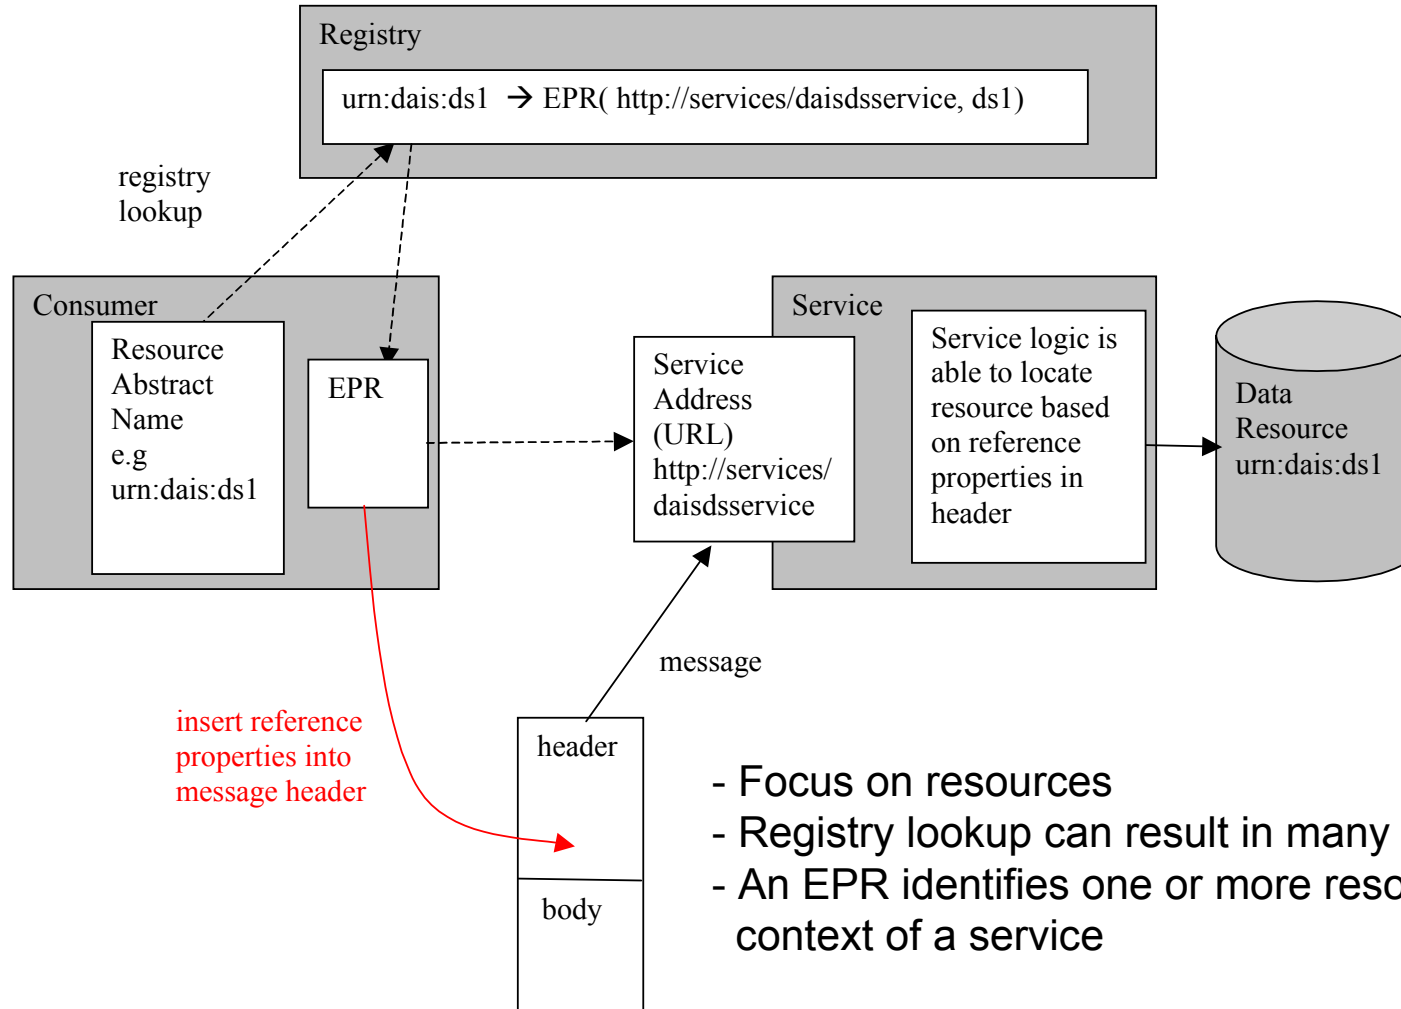 Registry
urn:dais:ds1 → EPR( http://services/daisdsservice, ds1)
registry
lookup
Consumer
Resource
Abstract
Name
e.g
urn:dais:ds1
EPR
Service
Address
(URL)
http://services/
daisdsservice
Service
Service logic is
able to locate
resource based
on reference
properties in
header
Data
Resource
urn:dais:ds1
message
insert reference
properties into
message header
header
body
- Focus on resources
- Registry lookup can result in many
- An EPR identifies one or more
context of a service